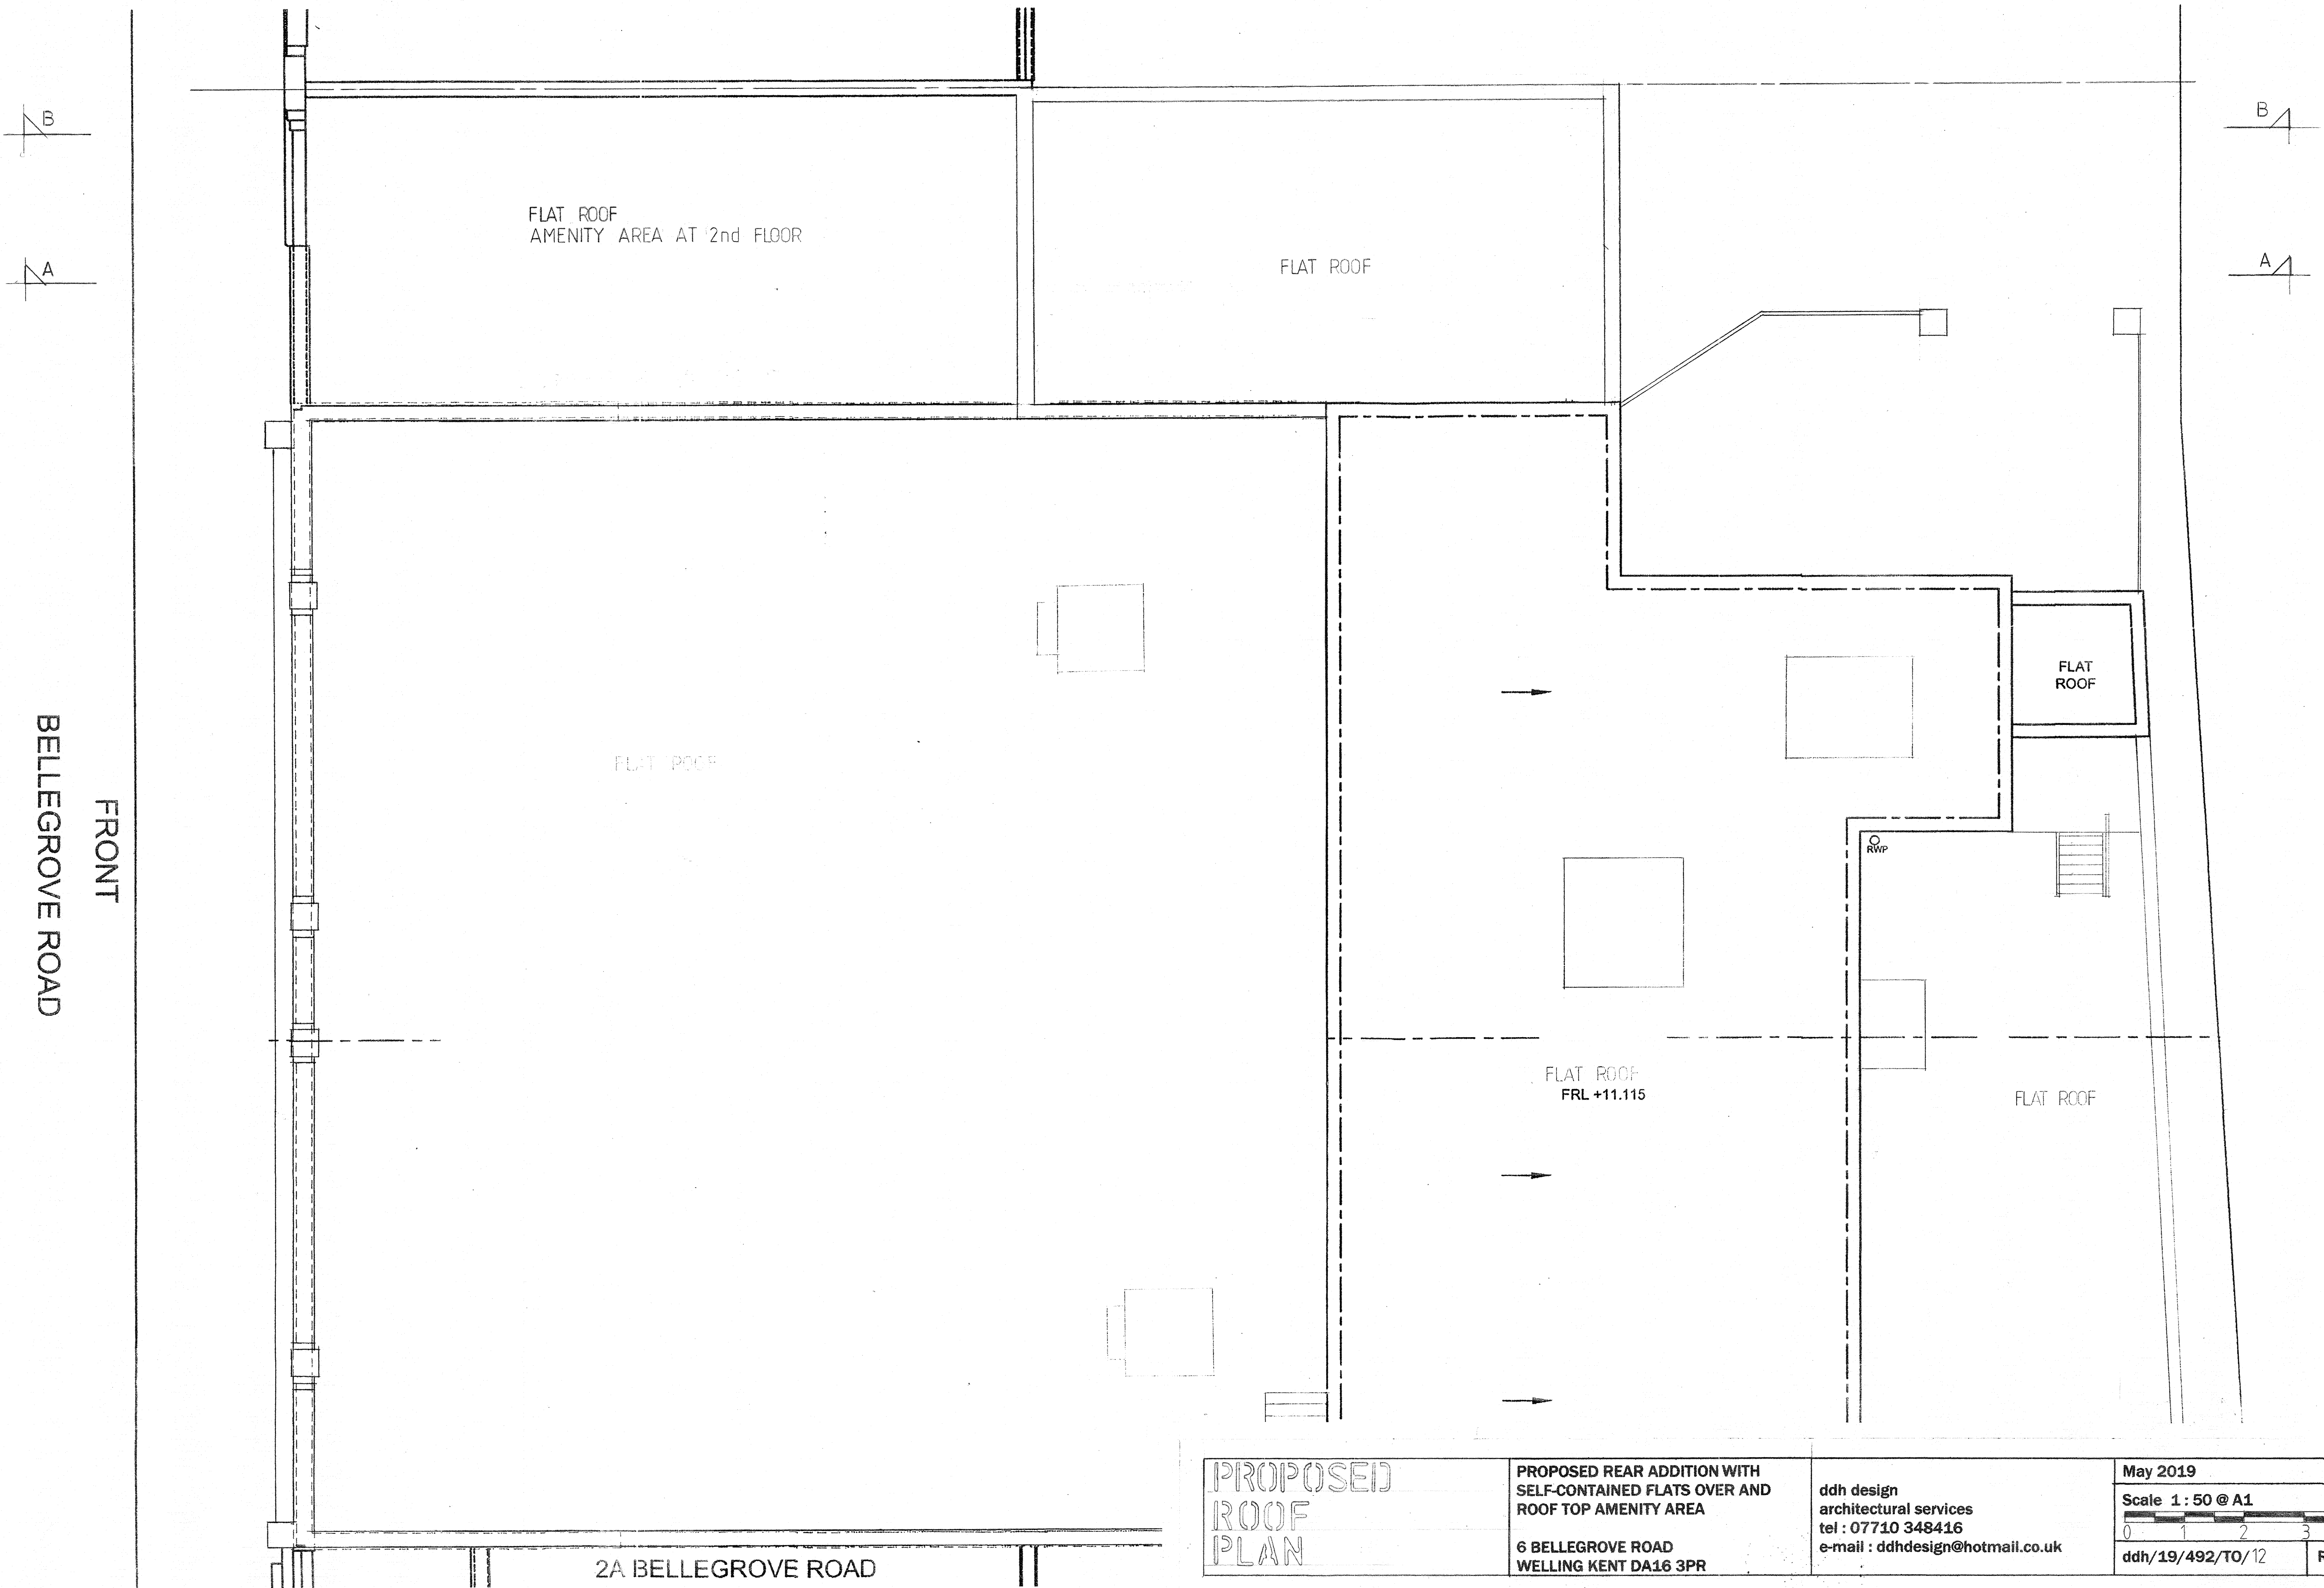 B
B
A
A
FLAT ROOF
AMENITY AREA AT 2nd FLOOR
FLAT ROOF
FLAT
ROOF
FLAT ROOF
FRONT
BELLEGROVE ROAD
RWP
FLAT ROOF
FRL +11.115
FLAT ROOF
2A BELLEGROVE ROAD
PROPOSED
ROOF
PLAN
PROPOSED REAR ADDITION WITH
SELF-CONTAINED FLATS OVER AND
ROOF TOP AMENITY AREA
6 BELLEGROVE ROAD
WELLING KENT DA16 3PR
ddh design
architectural services
tel : 07710 348416
e-mail : ddhdesign@hotmail.co.uk
May 2019
Scale 1 : 50 @ A1
0 1 2 3
ddh/19/492/TO/12